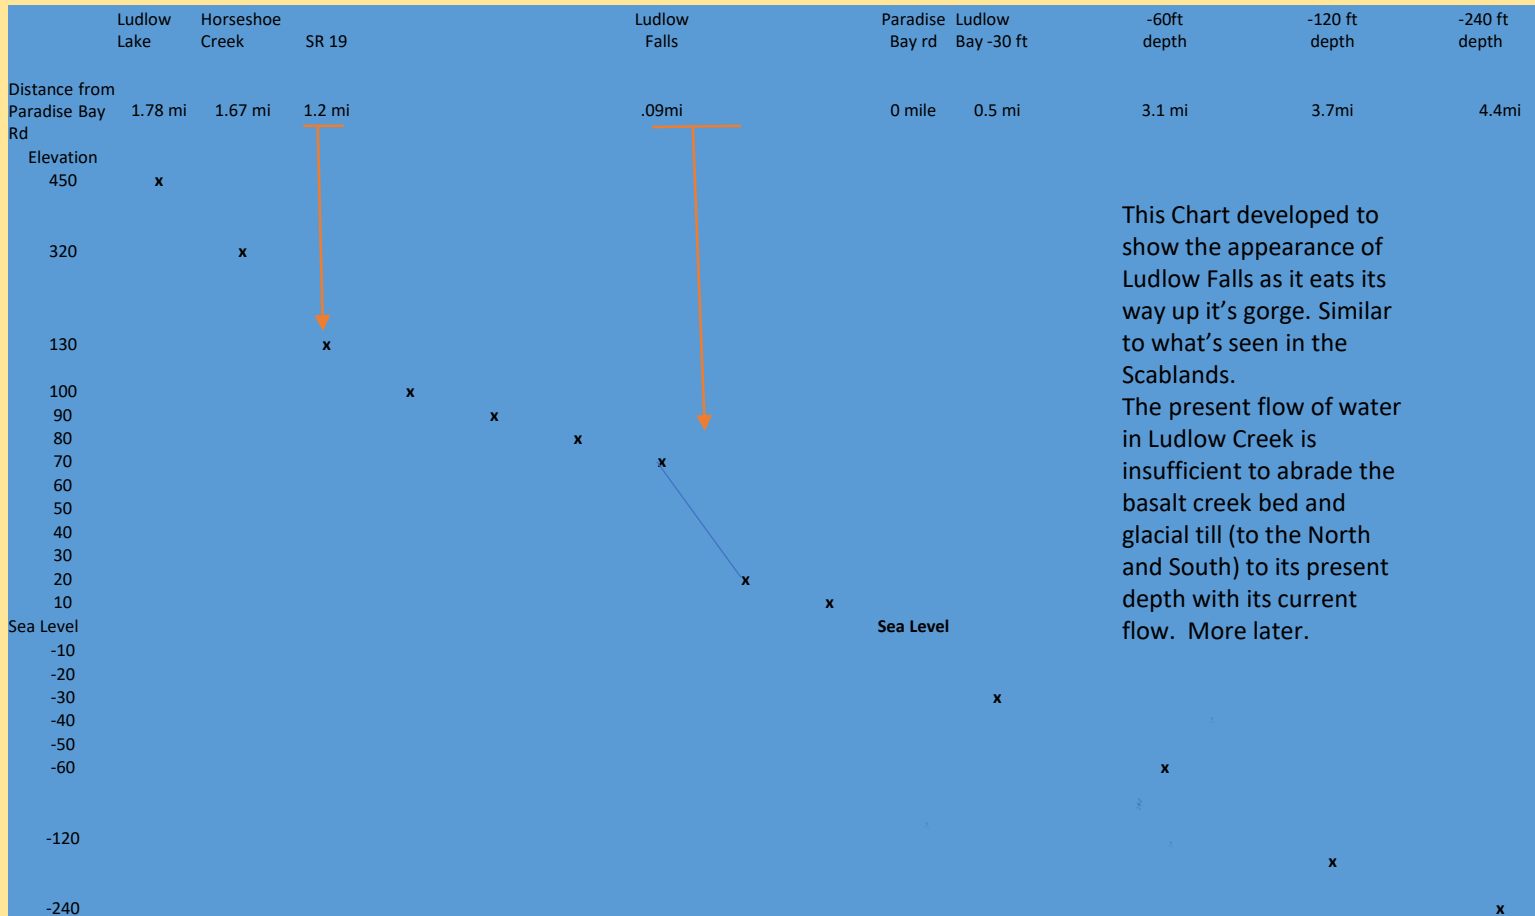 Ludlow Horseshoe Ludlow Paradise Ludlow -60ft -120 ft -240 ft
Lake Creek SR 19 Falls Bay rd Bay -30 ft depth depth depth
Distance from
Paradise Bay 1.78 mi 1.67 mi 1.2 mi .09mi 0 mile 0.5 mi 3.1 mi 3.7mi 4.4mi
Rd
Elevation
450 x
320 x
130 x
100 x
90 x
80 x
70 x
60
50
40
30
20 x
10 x
Sea Level Sea Level
-10
-20
-30 x
-40
-50
-60 x
-120
x
-240 x
This Chart developed to
show the appearance of
Ludlow Falls as it eats its
way up it’s gorge. Similar
to what’s seen in the
Scablands.
The present flow of water
in Ludlow Creek is
insufficient to abrade the
basalt creek bed and
glacial till (to the North
and South) to its present
depth with its current
flow.  More later.